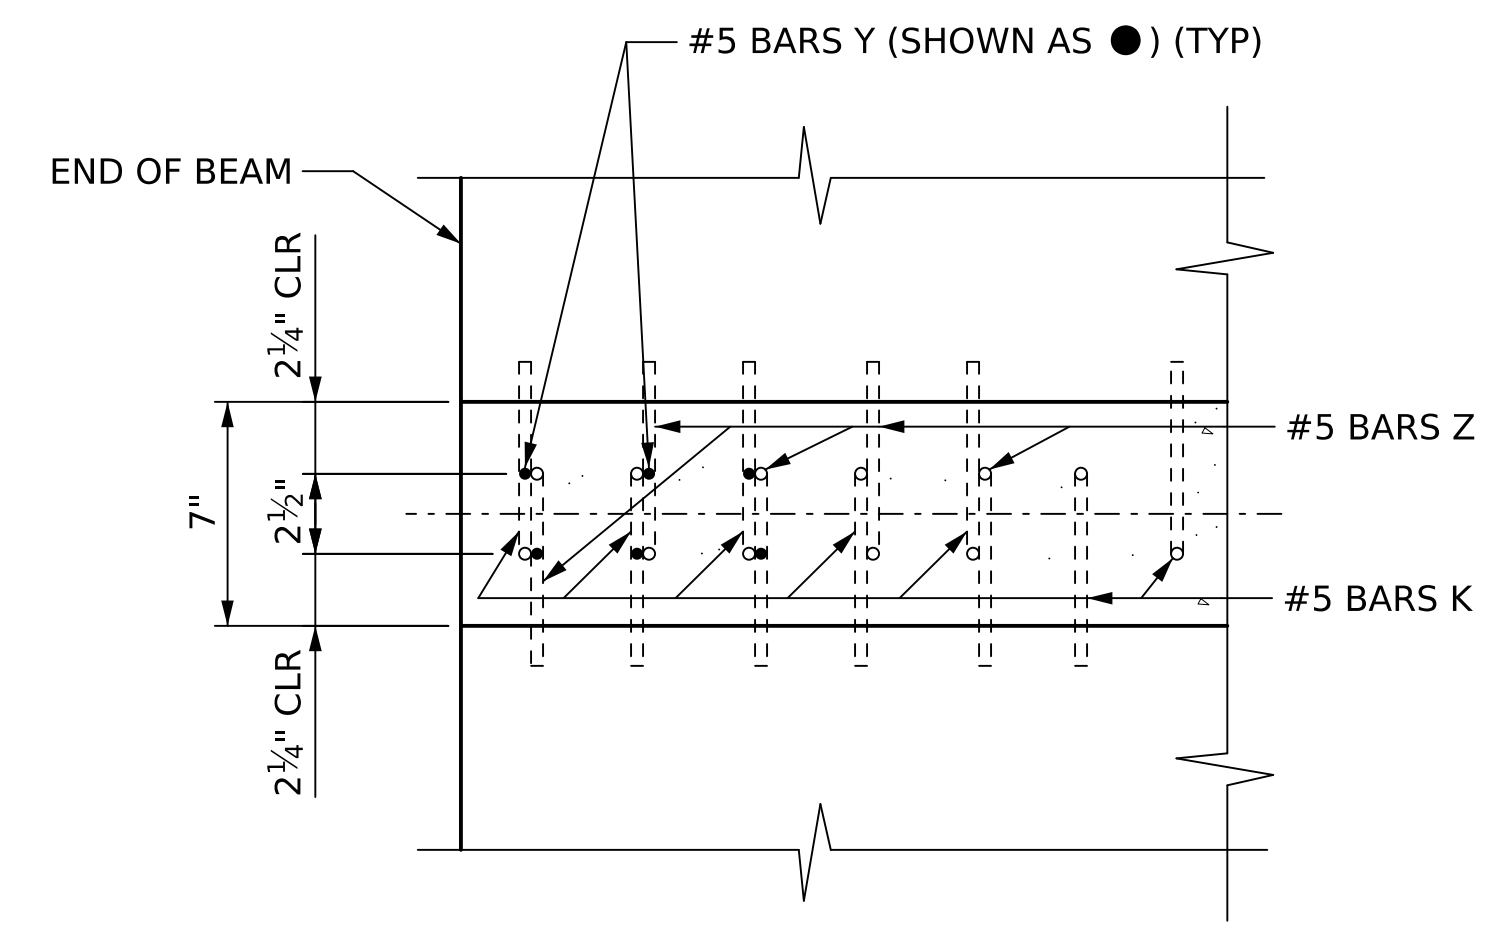 #5 BARS Y (SHOWN AS ●) (TYP)
END OF BEAM
2¼" CLR
7"
2½"
2¼" CLR
#5 BARS Z
#5 BARS K